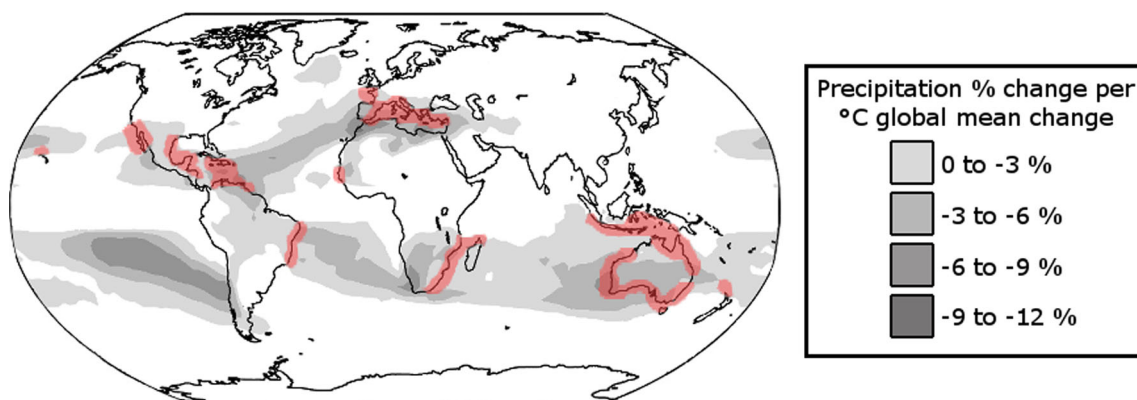 Precipitation % change per
°C global mean change
0 to -3 %
-3 to -6 %
-6 to -9 %
-9 to -12 %